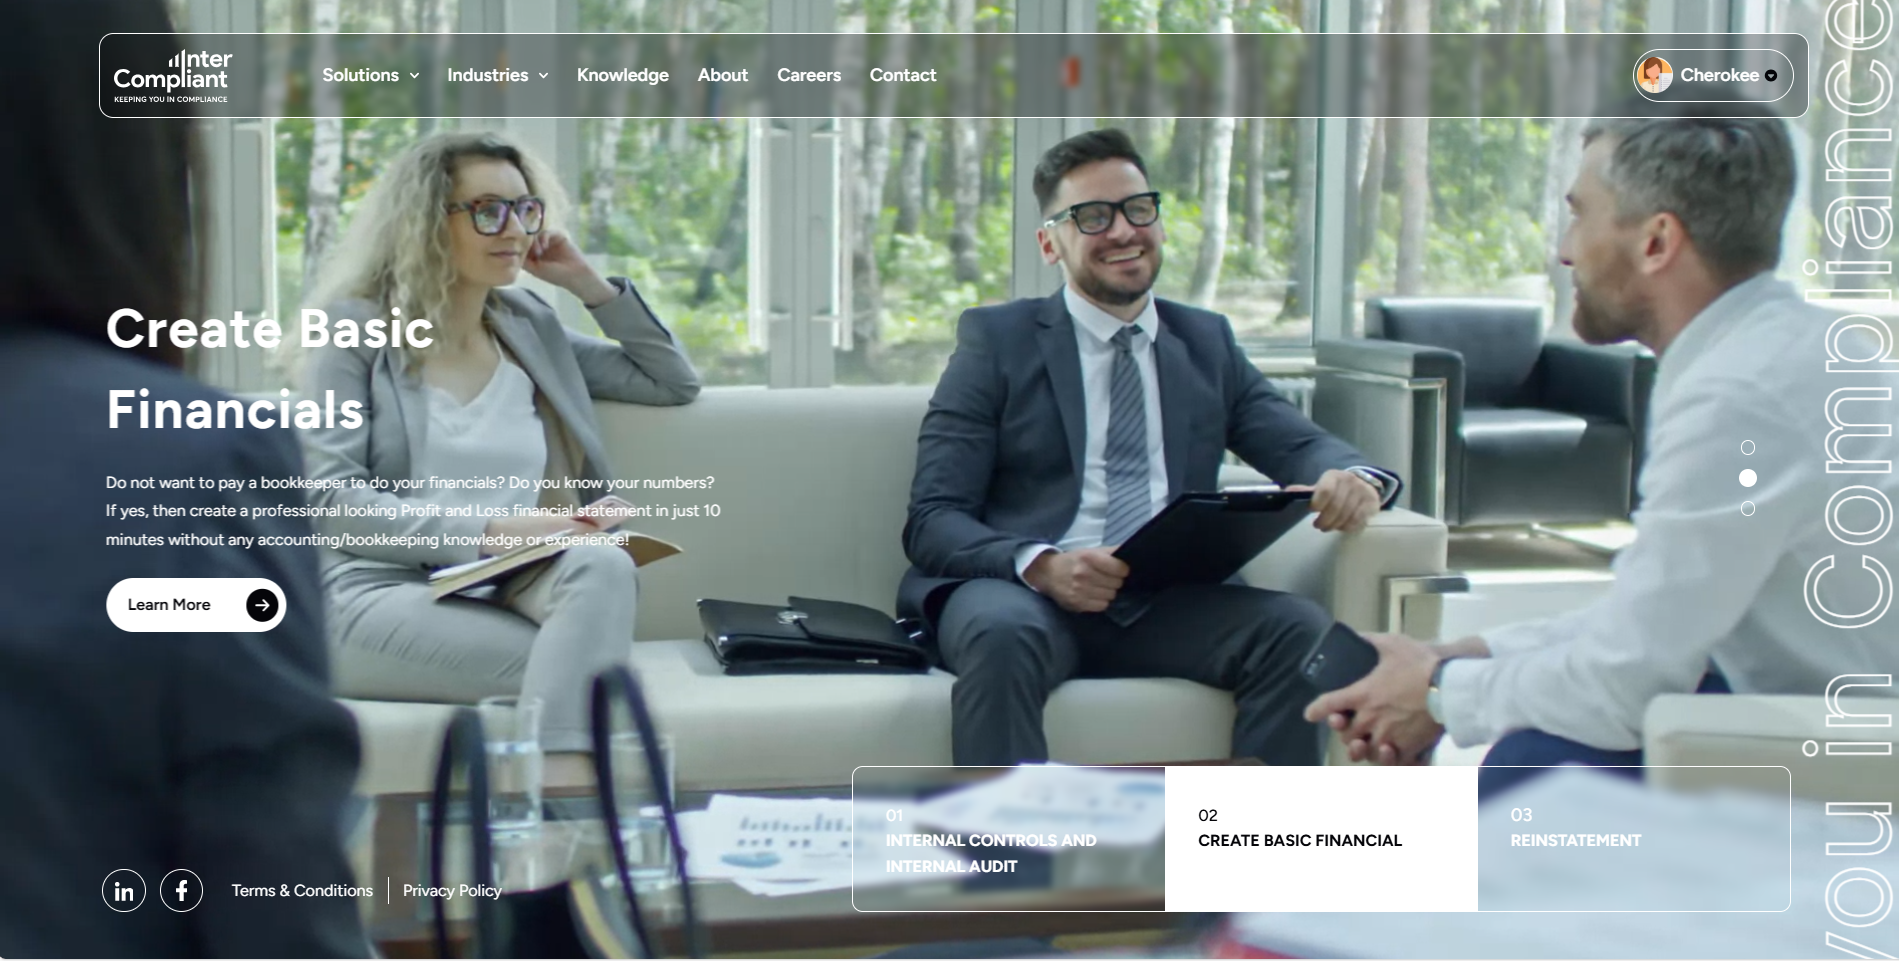 Inter
Compliant
KEEPING YOU IN COMPLIANCE
Solutions
Industries
Knowledge
About
Careers
Contact
Cherokee
Create Basic
Financials
Do not want to pay a bookkeeper to do your financials? Do you know your numbers?
If yes, then create a professional looking Profit and Loss financial statement in just 10
minutes without any accounting/bookkeeping knowledge or experience!
Learn More
you in Compliance
01
INTERNAL CONTROLS AND
INTERNAL AUDIT
02
CREATE BASIC FINANCIAL
03
REINSTATEMENT
in
f
Terms & Conditions
Privacy Policy